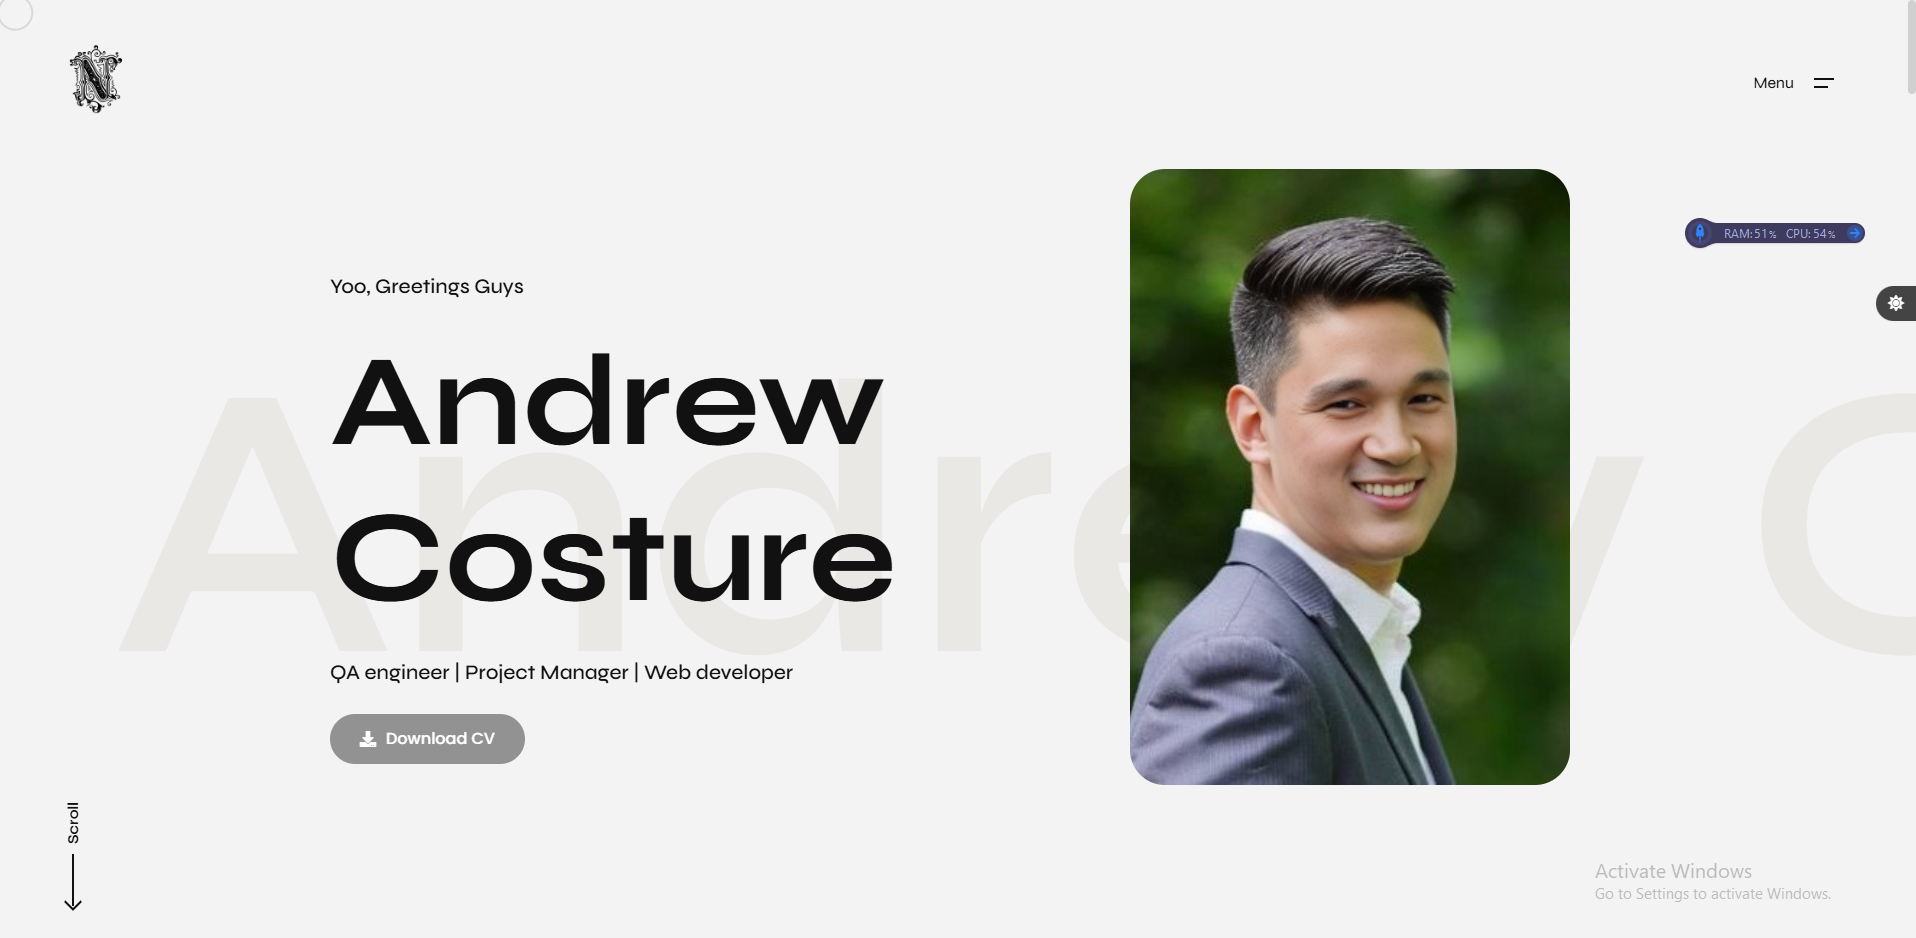 N
Menu
RAM: 51% CPU: 54%
Yoo, Greetings Guys
Andrew
Costure
Andrew C
QA engineer | Project Manager | Web developer
Download CV
Scroll
Activate Windows
Go to Settings to activate Windows.